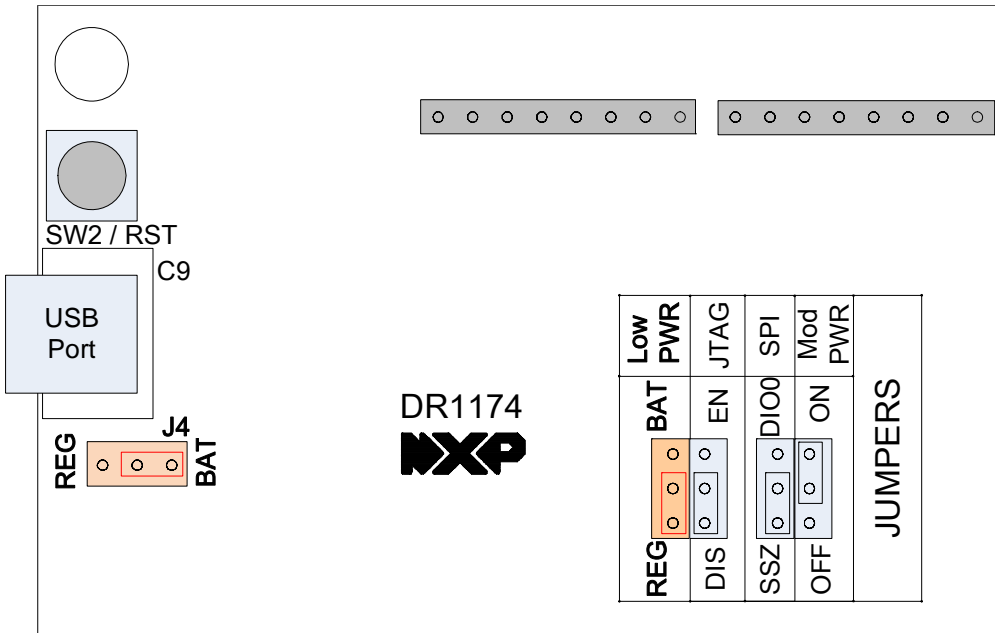 SW2 / RST
C9
USB
Port
J4
REG
BAT
DR1174
NXP
Low
PWR
JTAG
SPI
Mod
PWR
BAT
EN
DIO0
ON
REG
DIS
SSZ
OFF
JUMPERS